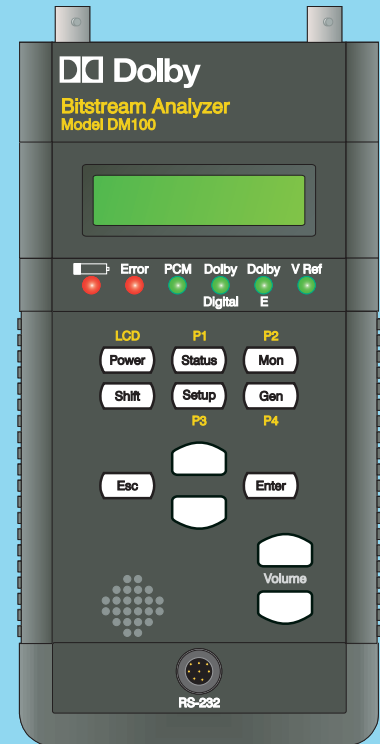 Dolby
Bitstream Analyzer
Model DM100
Error PCM Dolby Dolby V Ref
Digital E
LCD P1 P2
Power Status Mon
Shift Setup Gen
P3 P4
Esc Enter
Volume
RS-232